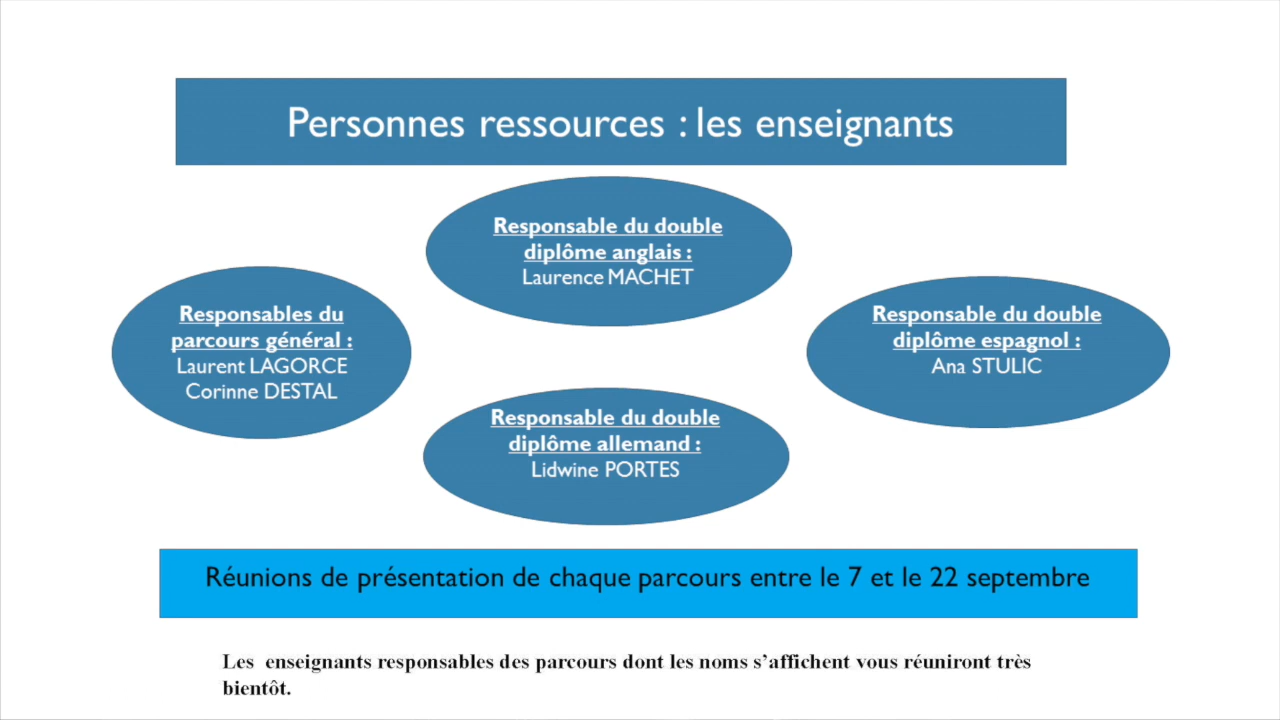 Personnes ressources : les enseignants
Responsable du double
diplôme anglais :
Laurence MACHET
Responsables du
parcours général :
Laurent LAGORCE
Corinne DESTAL
Responsable du double
diplôme espagnol :
Ana STULIC
Responsable du double
diplôme allemand :
Lidwine PORTES
Réunions de présentation de chaque parcours entre le 7 et le 22 septembre
Les enseignants responsables des parcours dont les noms s’affichent vous réuniront très
bientôt.